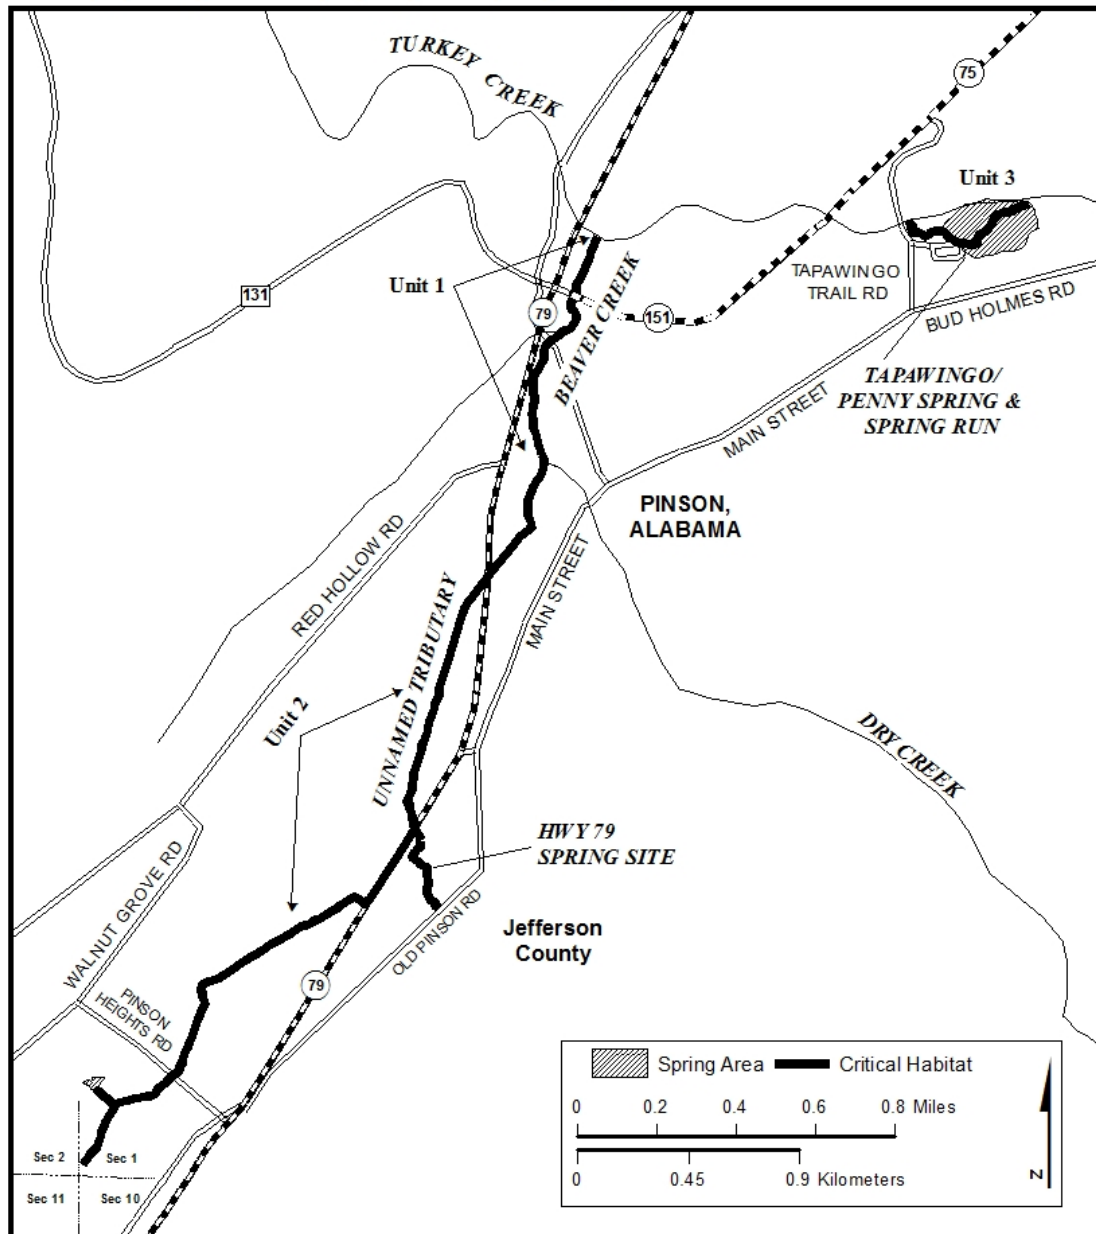 TURKEY CREEK
75
Unit 3
Unit 1
131
79
151
BEAVER CREEK
TAPAWINGO
TRAIL RD
BUD HOLMES RD
TAPAWINGO/
PENNY SPRING &
SPRING RUN
MAIN STREET
PINSON,
ALABAMA
RED HOLLOW RD
MAIN STREET
UNNAMED TRIBUTARY
Unit 2
DRY CREEK
HWY 79
SPRING SITE
WALNUT GROVE RD
OLD PINSON RD
Jefferson
County
79
PINSON
HEIGHTS RD
Spring Area
Critical Habitat
0 0.2 0.4 0.6 0.8 Miles
0 0.45 0.9 Kilometers
N
Sec 2 Sec 1
Sec 11 Sec 10